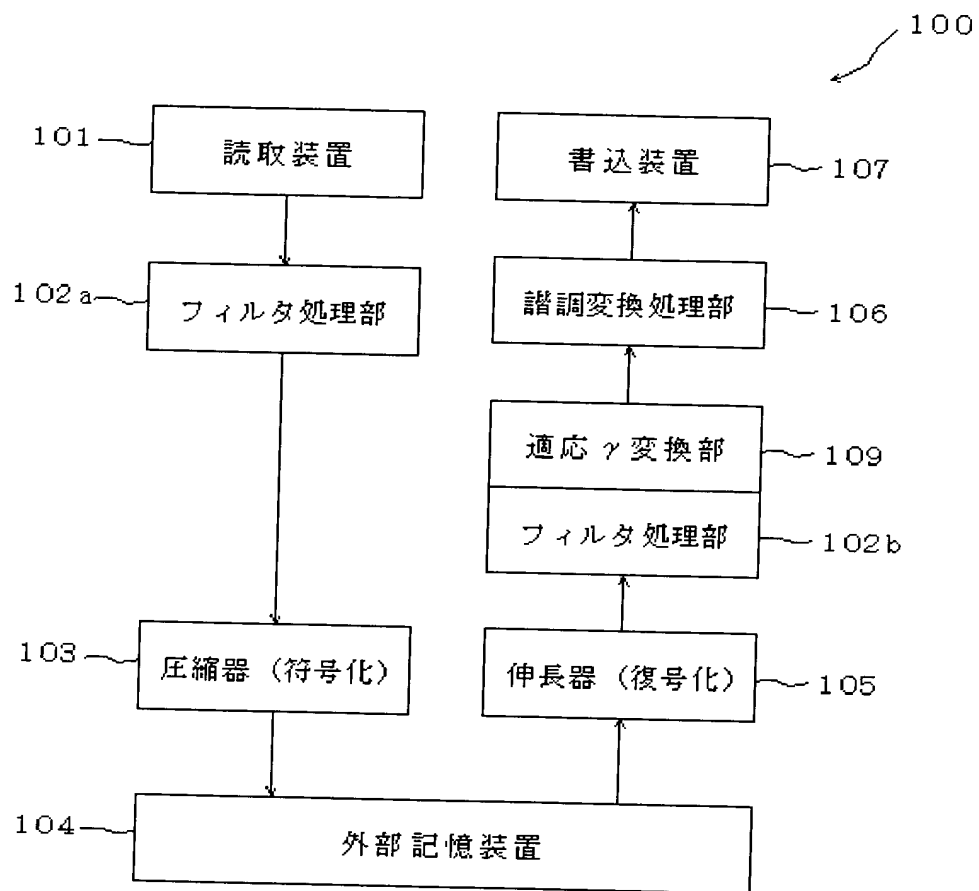 100
101
読取装置
書込装置
107
102a
フィルタ処理部
諧調変換処理部
106
適応γ変換部
109
フィルタ処理部
102b
103
圧縮器（符号化）
伸長器（復号化）
105
104
外部記憶装置